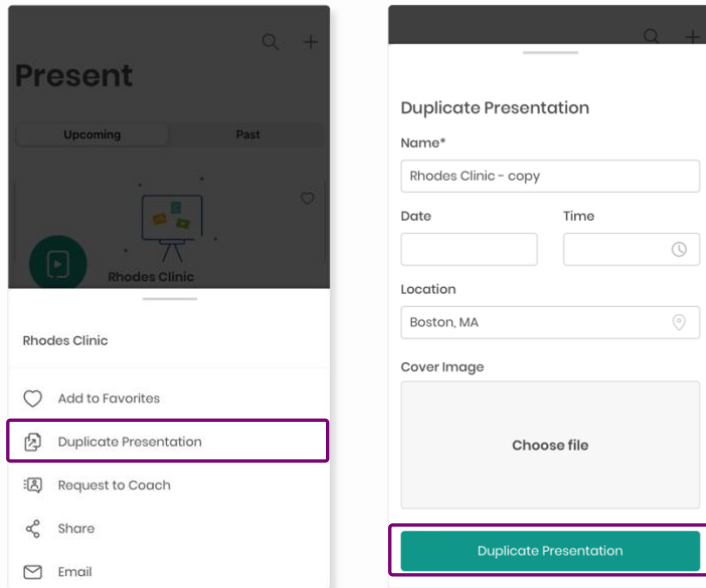 Present
Upcoming
Past
Rhodes Clinic
Rhodes Clinic
Add to Favorites
Duplicate Presentation
Request to Coach
Share
Email
Duplicate Presentation
Name*
Rhodes Clinic - copy
Date Time
Location
Boston, MA
Cover Image
Choose file
Duplicate Presentation